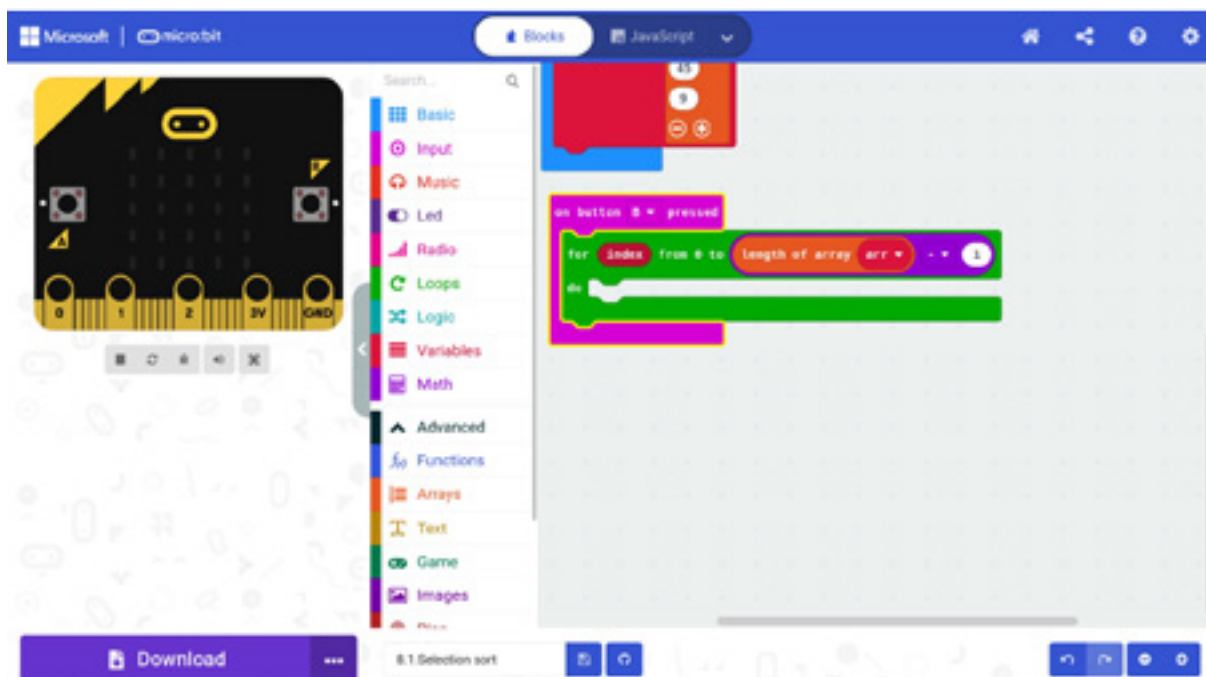 Microsoft micro:bit
Blocks
JavaScript
Search...
Basic
Input
Music
Led
Radio
Loops
Logic
Variables
Math
Advanced
Functions
Arrays
Text
Game
Images
0 1 2 3V GND
A
B
45
9
on button B pressed
for index from 0 to length of array arr - 1
do
Download
8.1.Selection sort